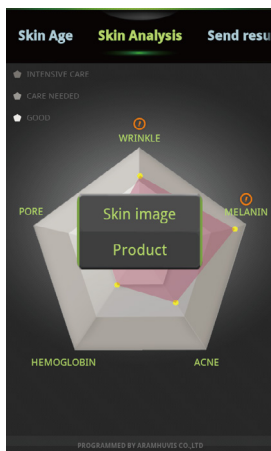 Skin Age Skin Analysis Send resu
INTENSIVE CARE
CARE NEEDED
GOOD
WRINKLE
PORE
MELANIN
Skin image
Product
HEMOGLOBIN
ACNE
PROGRAMMED BY ARAMHUVIS CO.,LTD